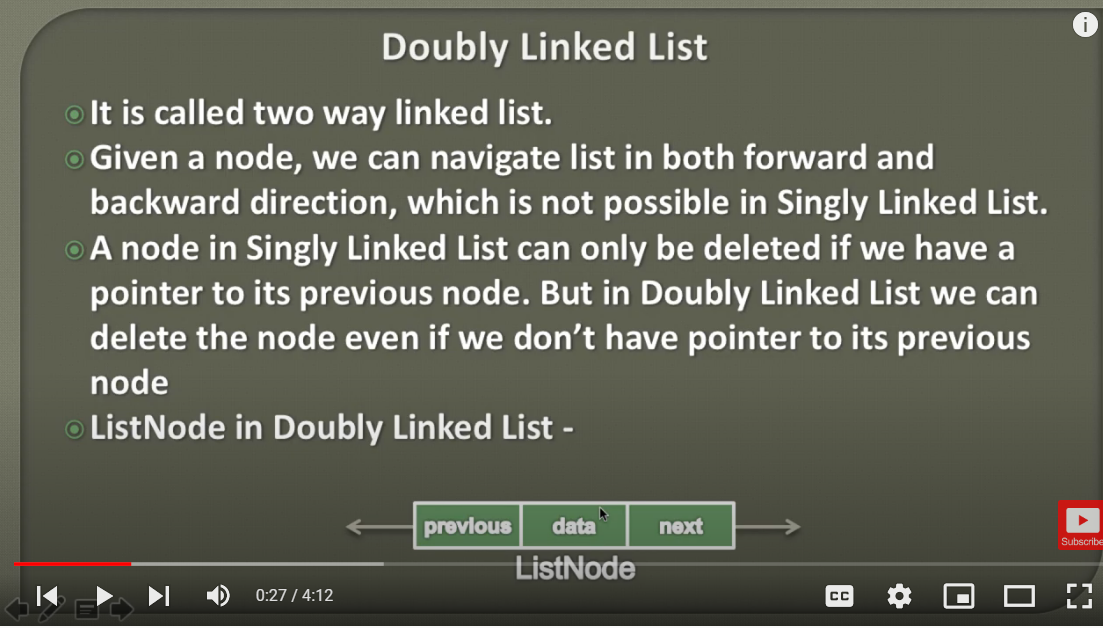 Doubly Linked List
It is called two way linked list.
Given a node, we can navigate list in both forward and
backward direction, which is not possible in Singly Linked List.
A node in Singly Linked List can only be deleted if we have a
pointer to its previous node. But in Doubly Linked List we can
delete the node even if we don't have pointer to its previous
node
ListNode in Doubly Linked List -
previous data next
ListNode
Subscribe
0:27 / 4:12
CC